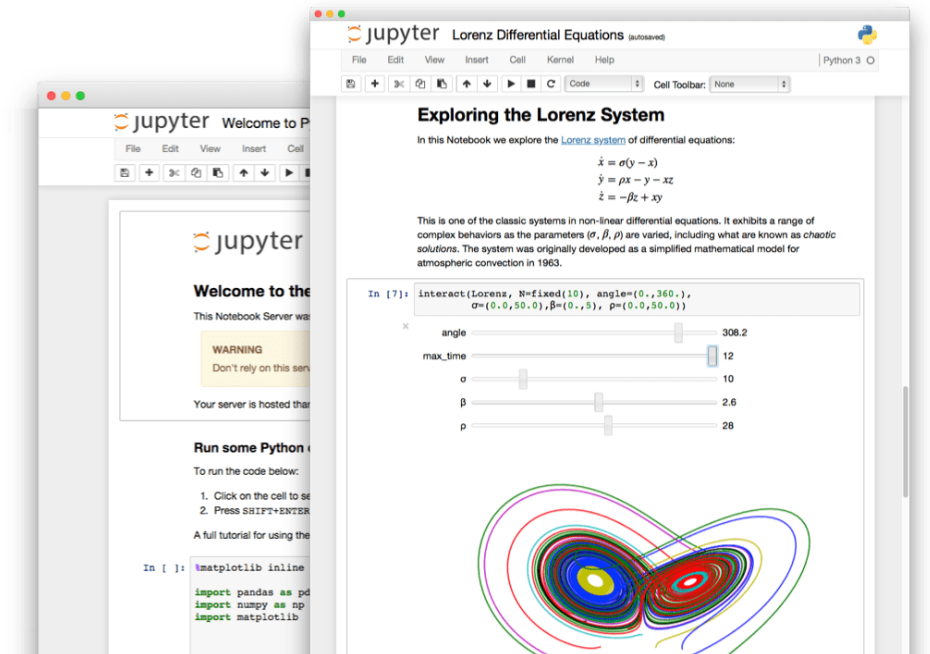 jupyter Lorenz Differential Equations (autosaved)
File Edit View Insert Cell Kernel Help Python 3
Code Cell Toolbar: None
Exploring the Lorenz System
In this Notebook we explore the Lorenz system of differential equations:
ẋ = σ(y − x)
ẏ = ρx − y − xz
ż = −βz + xy
This is one of the classic systems in non-linear differential equations. It exhibits a range of
complex behaviors as the parameters (σ, β, ρ) are varied, including what are known as chaotic
solutions. The system was originally developed as a simplified mathematical model for
atmospheric convection in 1963.
In [7]: interact(Lorenz, N=fixed(10), angle=(0.,360.),
σ=(0.0,50.0),β=(0.,5), ρ=(0.0,50.0))
angle 308.2
max_time 12
σ 10
β 2.6
ρ 28
jupyter Welcome to P
File Edit View Insert Cell
jupyter
Welcome to the
This Notebook Server was
WARNING
Don't rely on this serv
Your server is hosted than
Run some Python
To run the code below:
1. Click on the cell to se
2. Press SHIFT+ENTER
A full tutorial for using the
In [ ]: %matplotlib inline
import pandas as pd
import numpy as np
import matplotlib